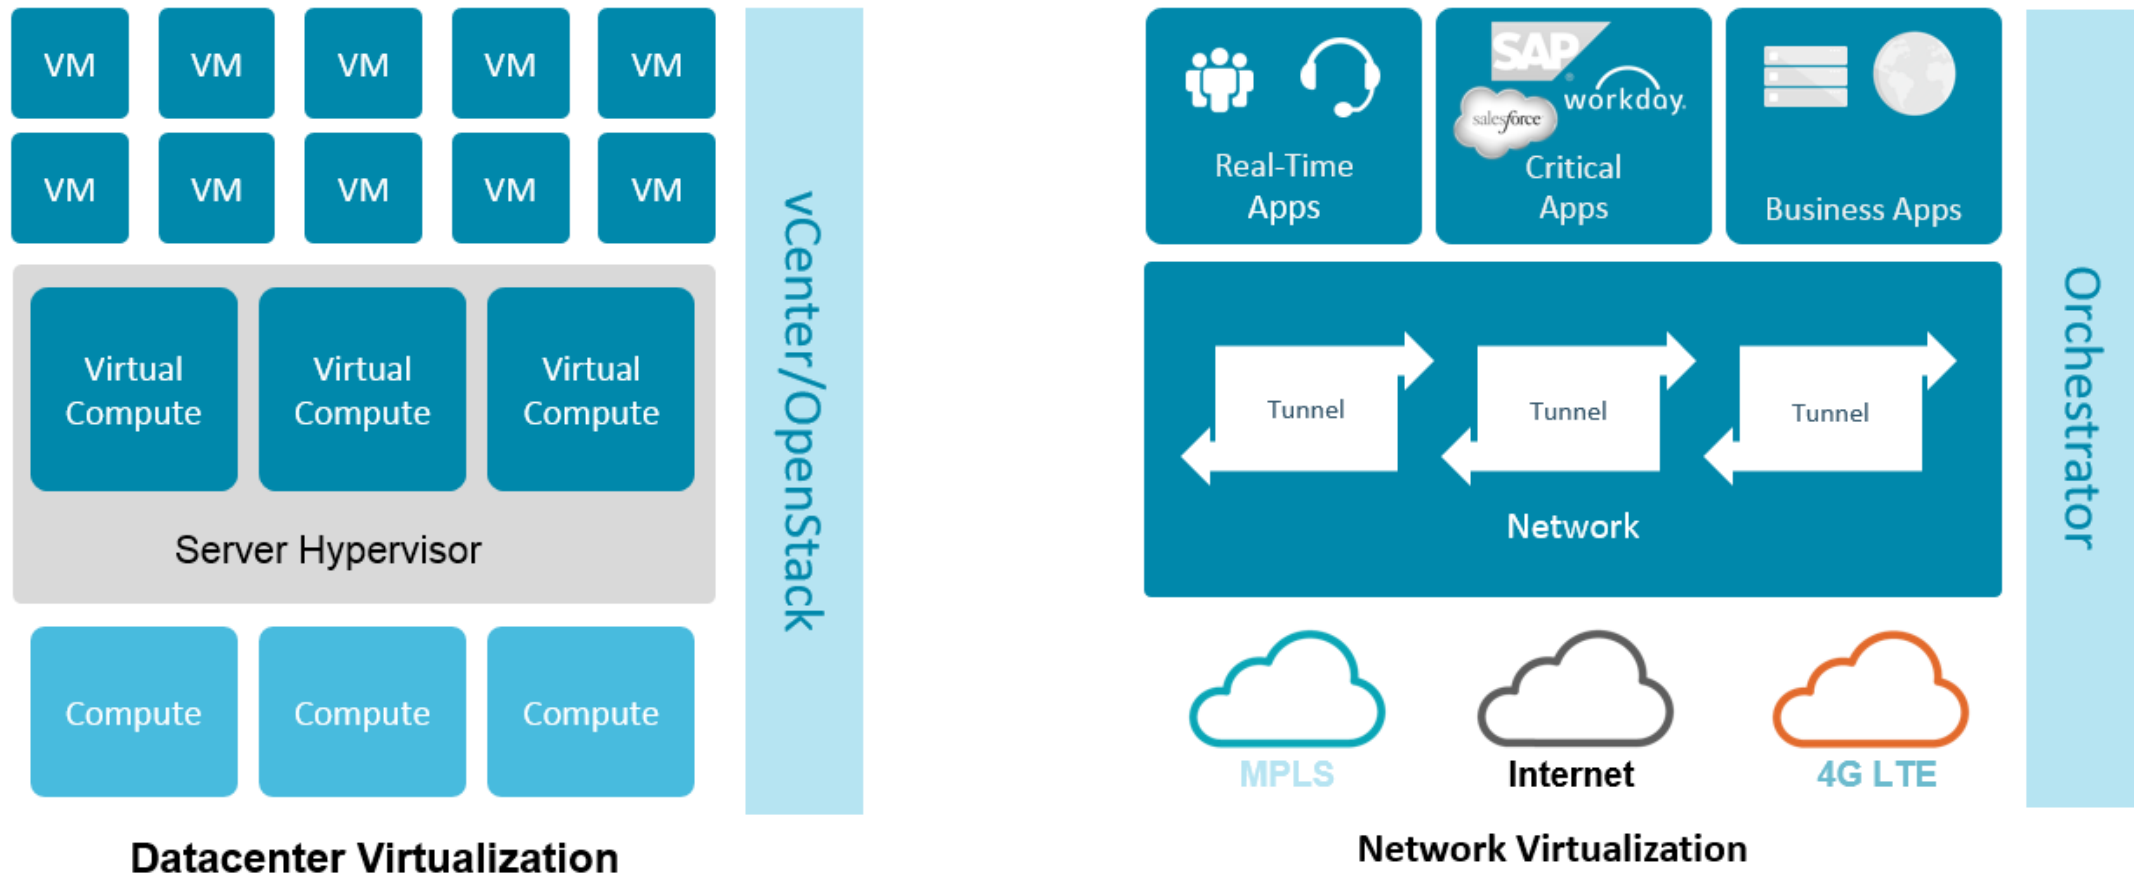 VM VM VM VM VM
VM VM VM VM VM
Virtual
Compute
Virtual
Compute
Virtual
Compute
Server Hypervisor
Compute Compute Compute
vCenter/OpenStack
Datacenter Virtualization
Real-Time
Apps
SAP
workday.
salesforce
Critical
Apps
Business Apps
Tunnel Tunnel Tunnel
Network
MPLS Internet 4G LTE
Orchestrator
Network Virtualization